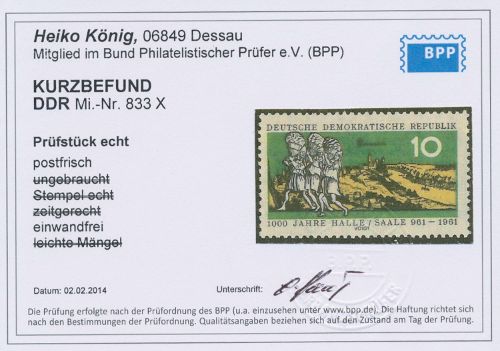 Heiko König, 06849 Dessau
Mitglied im Bund Philatelistischer Prüfer e.V. (BPP)
BPP
KURZBEFUND
DDR Mi.-Nr. 833 X
Prüfstück echt
postfrisch
ungebraucht
Stempel echt
zeitgerecht
einwandfrei
leichte Mängel
DEUTSCHE DEMOKRATISCHE REPUBLIK
10
1000 JAHRE HALLE/SAALE 961-1961
VOIGT
Datum: 02.02.2014
Unterschrift:
Die Prüfung erfolgte nach der Prüfordnung des BPP (u.a. einzusehen unter www.bpp.de). Die Haftung richtet sich
nach den Bestimmungen der Prüfordnung. Qualitätsangaben beziehen sich auf den Zustand am Tag der Prüfung.